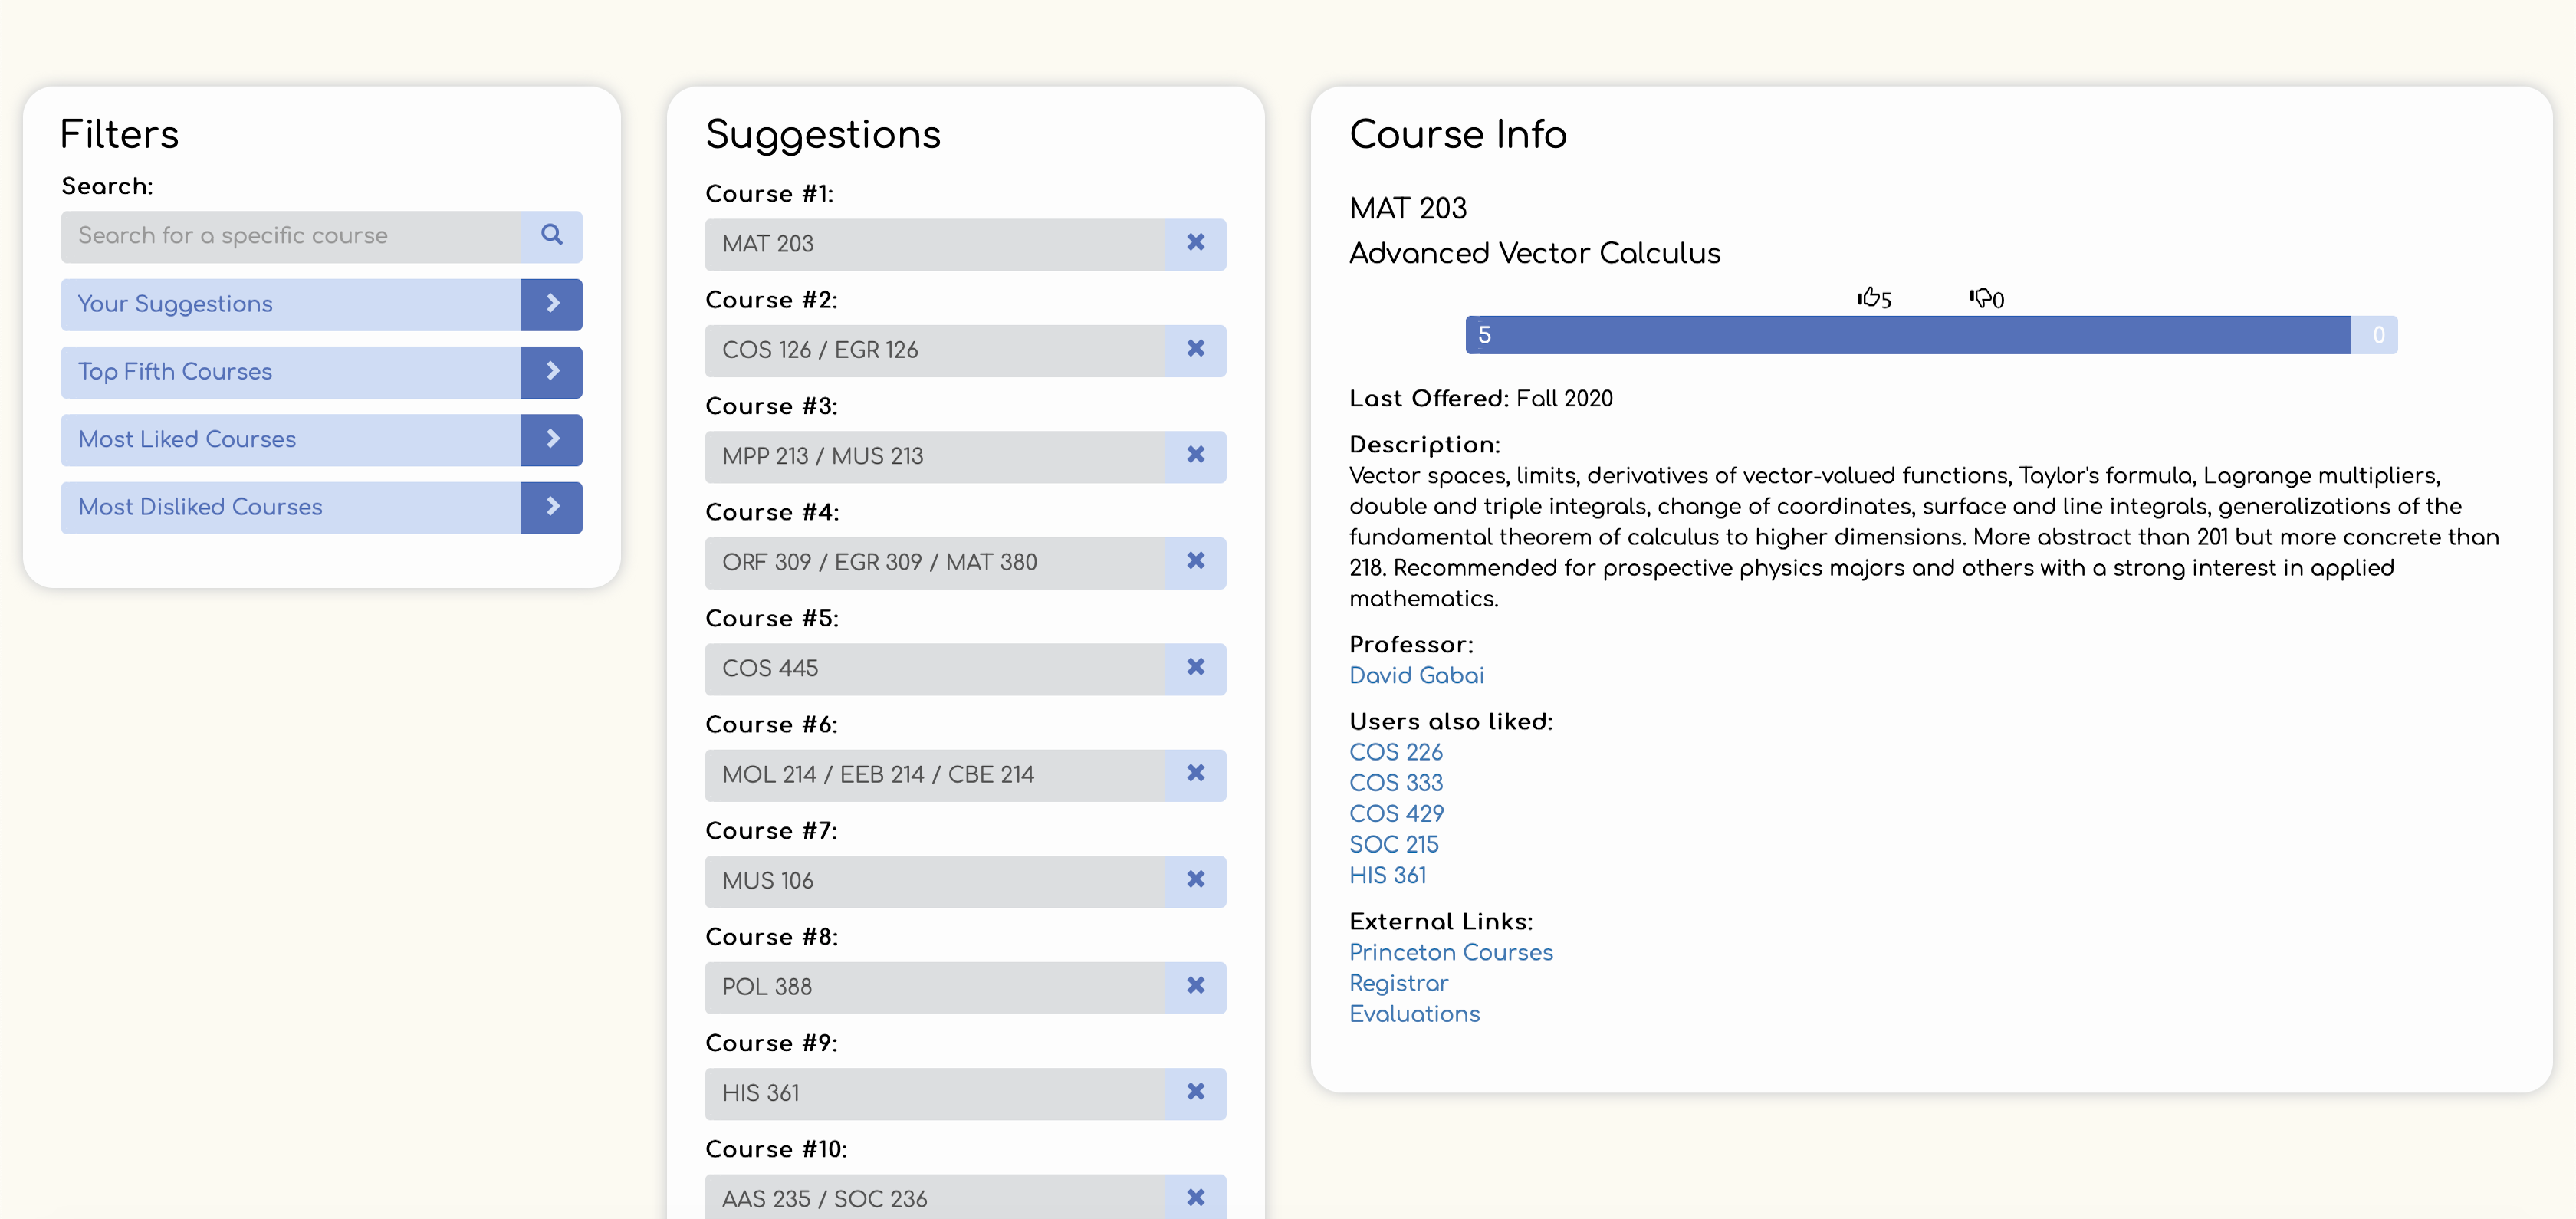 Filters
Search:
Search for a specific course
Your Suggestions
Top Fifth Courses
Most Liked Courses
Most Disliked Courses
Suggestions
Course #1:
MAT 203
Course #2:
COS 126 / EGR 126
Course #3:
MPP 213 / MUS 213
Course #4:
ORF 309 / EGR 309 / MAT 380
Course #5:
COS 445
Course #6:
MOL 214 / EEB 214 / CBE 214
Course #7:
MUS 106
Course #8:
POL 388
Course #9:
HIS 361
Course #10:
AAS 235 / SOC 236
Course Info
MAT 203
Advanced Vector Calculus
5 0
5 0
Last Offered: Fall 2020
Description:
Vector spaces, limits, derivatives of vector-valued functions, Taylor's formula, Lagrange multipliers,
double and triple integrals, change of coordinates, surface and line integrals, generalizations of the
fundamental theorem of calculus to higher dimensions. More abstract than 201 but more concrete than
218. Recommended for prospective physics majors and others with a strong interest in applied
mathematics.
Professor:
David Gabai
Users also liked:
COS 226
COS 333
COS 429
SOC 215
HIS 361
External Links:
Princeton Courses
Registrar
Evaluations